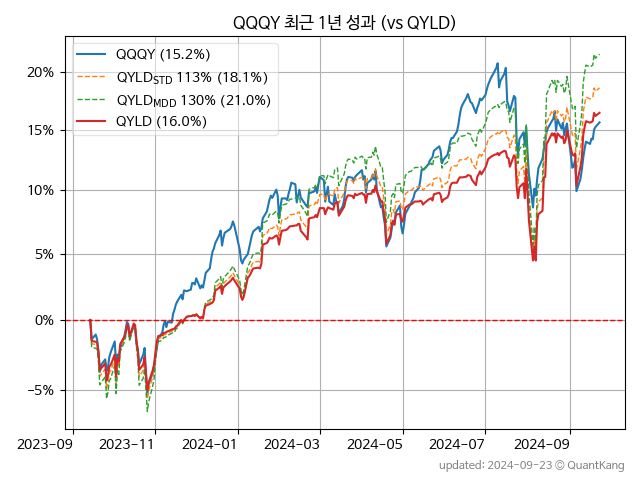 QQQY 최근 1년 성과 (vs QYLD)
QQQY (15.2%)
QYLD_STD 113% (18.1%)
QYLD_MDD 130% (21.0%)
QYLD (16.0%)
20%
15%
10%
5%
0%
−5%
2023-09 2023-11 2024-01 2024-03 2024-05 2024-07 2024-09
updated: 2024-09-23 © QuantKang